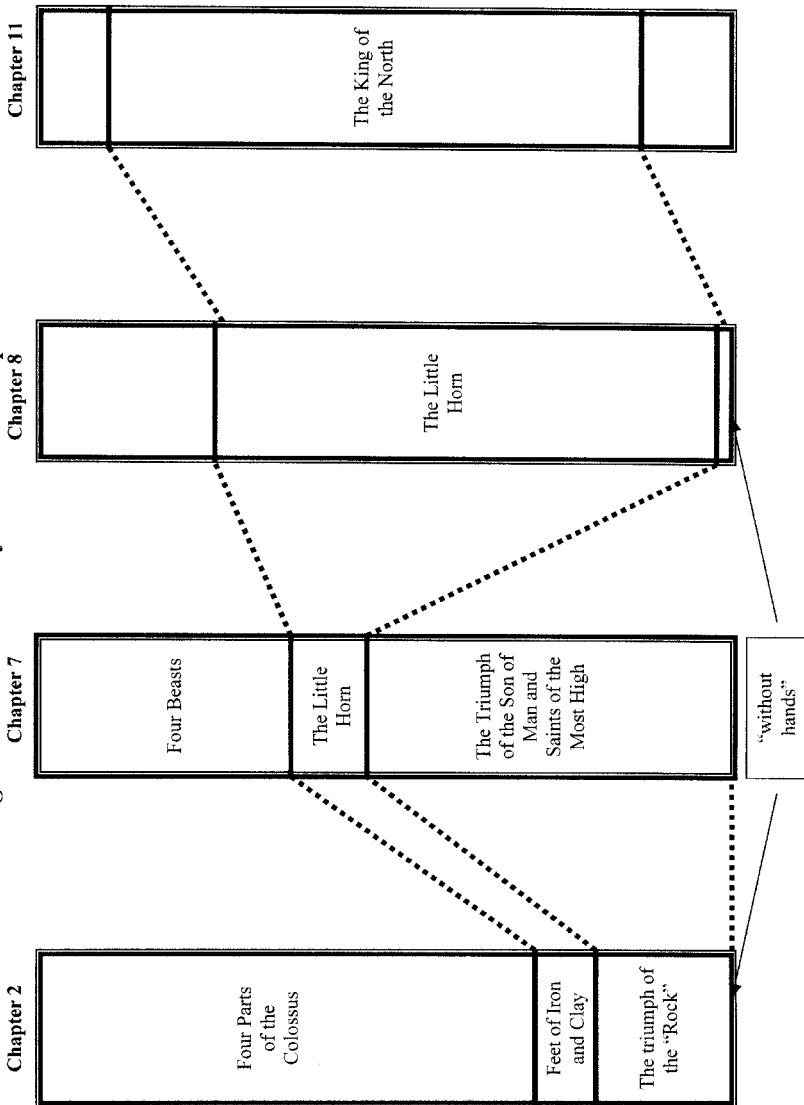 Chapter 2
Four Parts
of the
Colossus
Feet of Iron
and Clay
The triumph of
the “Rock”
Chapter 7
Four Beasts
The Little
Horn
The Triumph
of the Son of
Man and
Saints of the
Most High
“without
hands”
Chapter 8
The Little
Horn
Chapter 11
The King of
the North